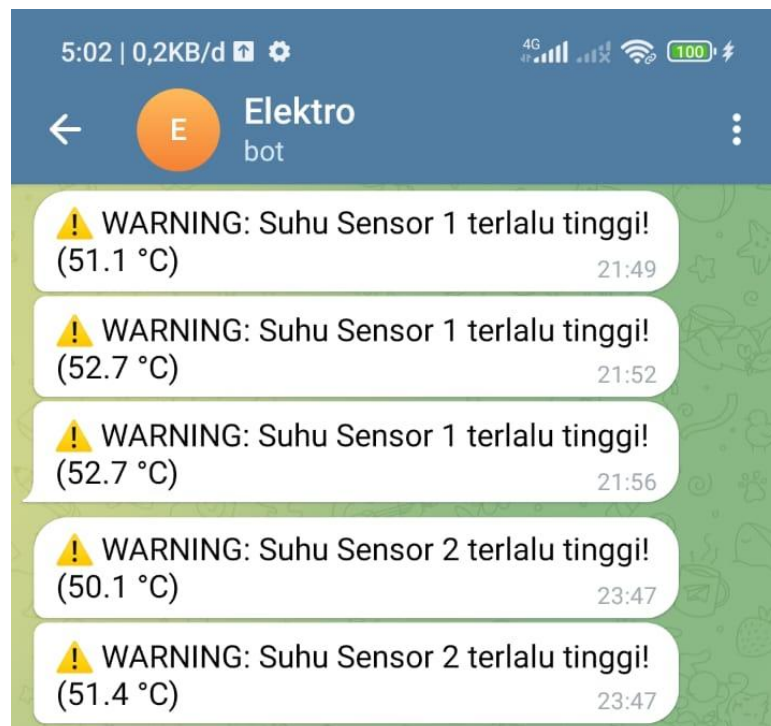 5:02 | 0,2KB/d
4G
100
E
Elektro
bot
WARNING: Suhu Sensor 1 terlalu tinggi!
(51.1 °C)
21:49
WARNING: Suhu Sensor 1 terlalu tinggi!
(52.7 °C)
21:52
WARNING: Suhu Sensor 1 terlalu tinggi!
(52.7 °C)
21:56
WARNING: Suhu Sensor 2 terlalu tinggi!
(50.1 °C)
23:47
WARNING: Suhu Sensor 2 terlalu tinggi!
(51.4 °C)
23:47